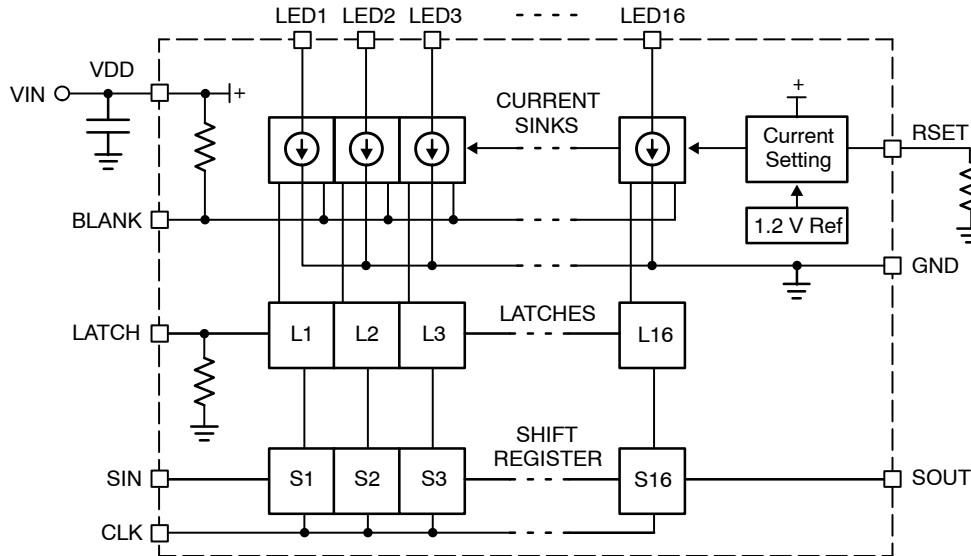 LED1 LED2 LED3 LED16
VDD
VIN
+
+
CURRENT
SINKS
Current
Setting
RSET
BLANK
1.2 V Ref
GND
LATCH
L1 L2 L3
LATCHES
L16
SHIFT
REGISTER
SIN
S1 S2 S3
S16
SOUT
CLK